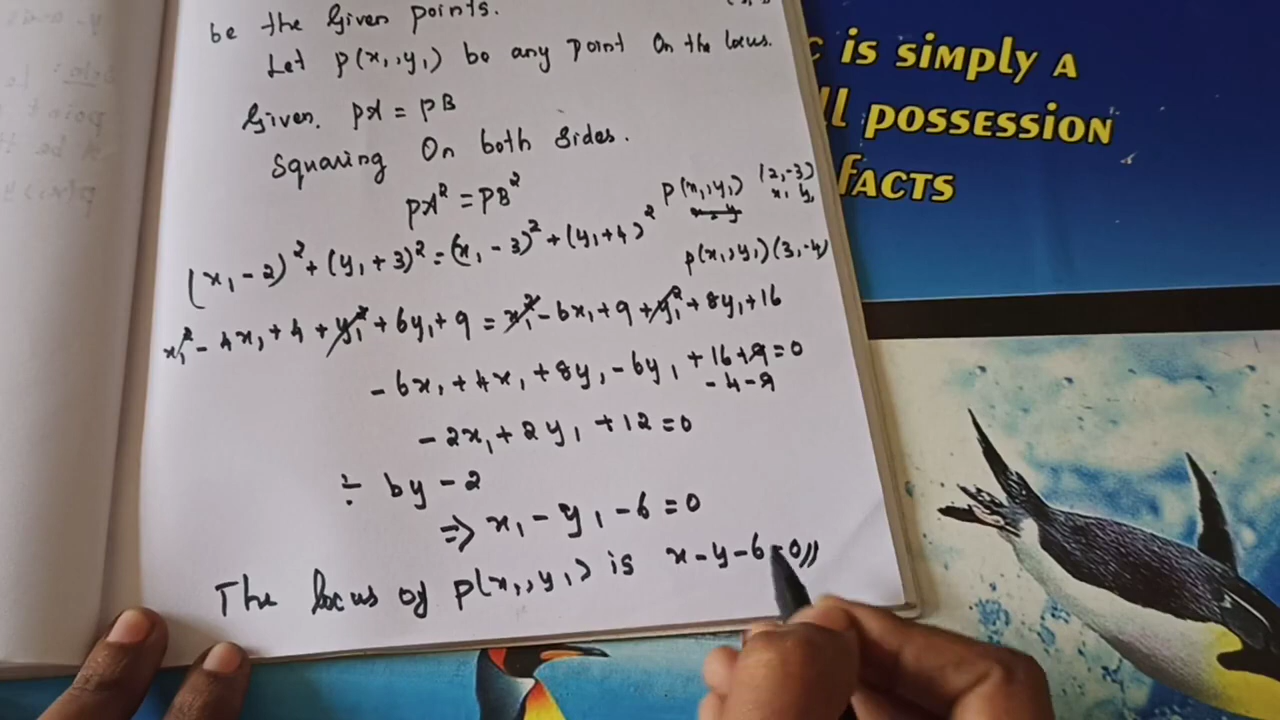 be the Given points.
Let P(x₁,y₁) be any point On the locus.
Given. PA = PB
Squaring On both sides.
PA² = PB²
P(x₁,y₁) (2,-3)
x, y,
(x₁-2)²+(y₁+3)²=(x₁-3)²+(y₁+4)²
P(x₁,y₁)(3,-4)
x₁²-4x₁+4+y₁²+6y₁+9=x₁²-6x₁+9+y₁²+8y₁+16
-6x₁+4x₁+8y₁-6y₁+16+9=0
-4-9
-2x₁+2y₁+12=0
÷ by -2
⇒ x₁-y₁-6=0
The locus of P(x₁,y₁) is x-y-6=0//
is simply a
possession
facts